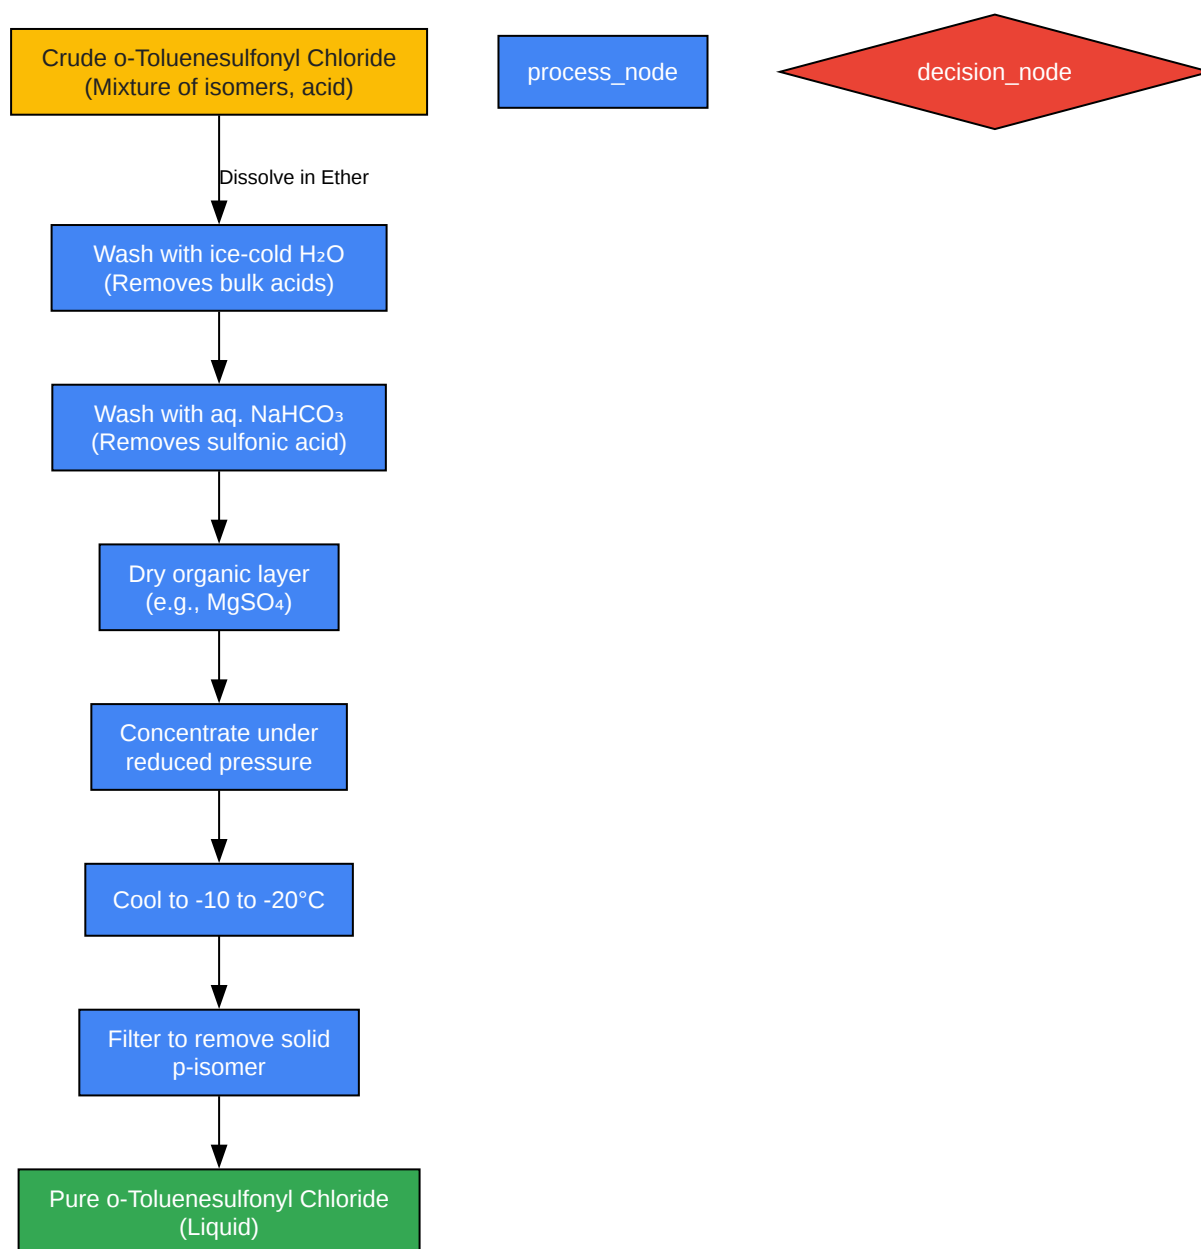 Crude o-Toluenesulfonyl Chloride
(Mixture of isomers, acid)
process_node
decision_node
Dissolve in Ether
Wash with ice-cold H₂O
(Removes bulk acids)
Wash with aq. NaHCO₃
(Removes sulfonic acid)
Dry organic layer
(e.g., MgSO₄)
Concentrate under
reduced pressure
Cool to -10 to -20°C
Filter to remove solid
p-isomer
Pure o-Toluenesulfonyl Chloride
(Liquid)